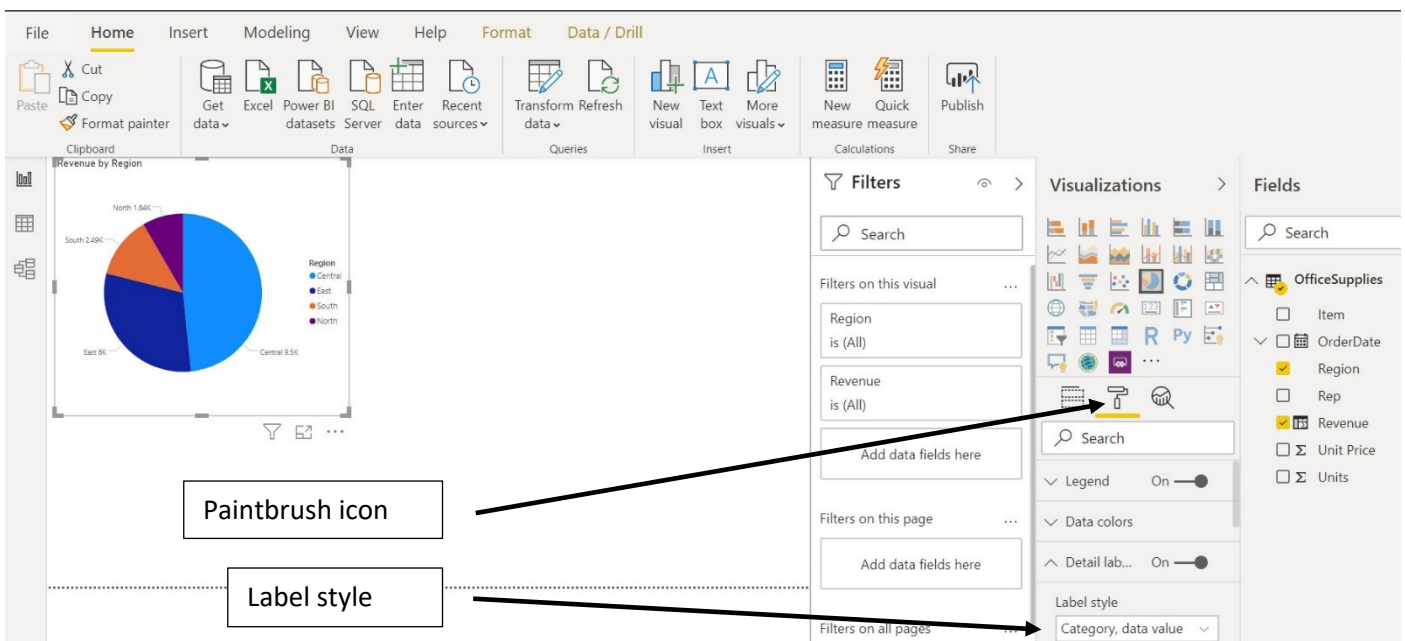 File Home Insert Modeling View Help Format Data / Drill
Paste
Cut
Copy
Format painter
Clipboard
Get data
Excel
Power BI datasets
SQL Server
Enter data
Recent sources
Data
Transform data
Refresh
Queries
New visual
Text box
More visuals
Insert
New measure
Quick measure
Calculations
Publish
Share
Revenue by Region
North 1.64K
South 2.49K
East 6K
Central 9.5K
Region
Central
East
South
North
Paintbrush icon
Label style
Filters
Search
Filters on this visual ...
Region
is (All)
Revenue
is (All)
Add data fields here
Filters on this page ...
Add data fields here
Filters on all pages ...
Visualizations
123
R Py
...
Search
Legend On
Data colors
Detail lab... On
Label style
Category, data value
Fields
Search
OfficeSupplies
Item
OrderDate
Region
Rep
Revenue
Σ Unit Price
Σ Units